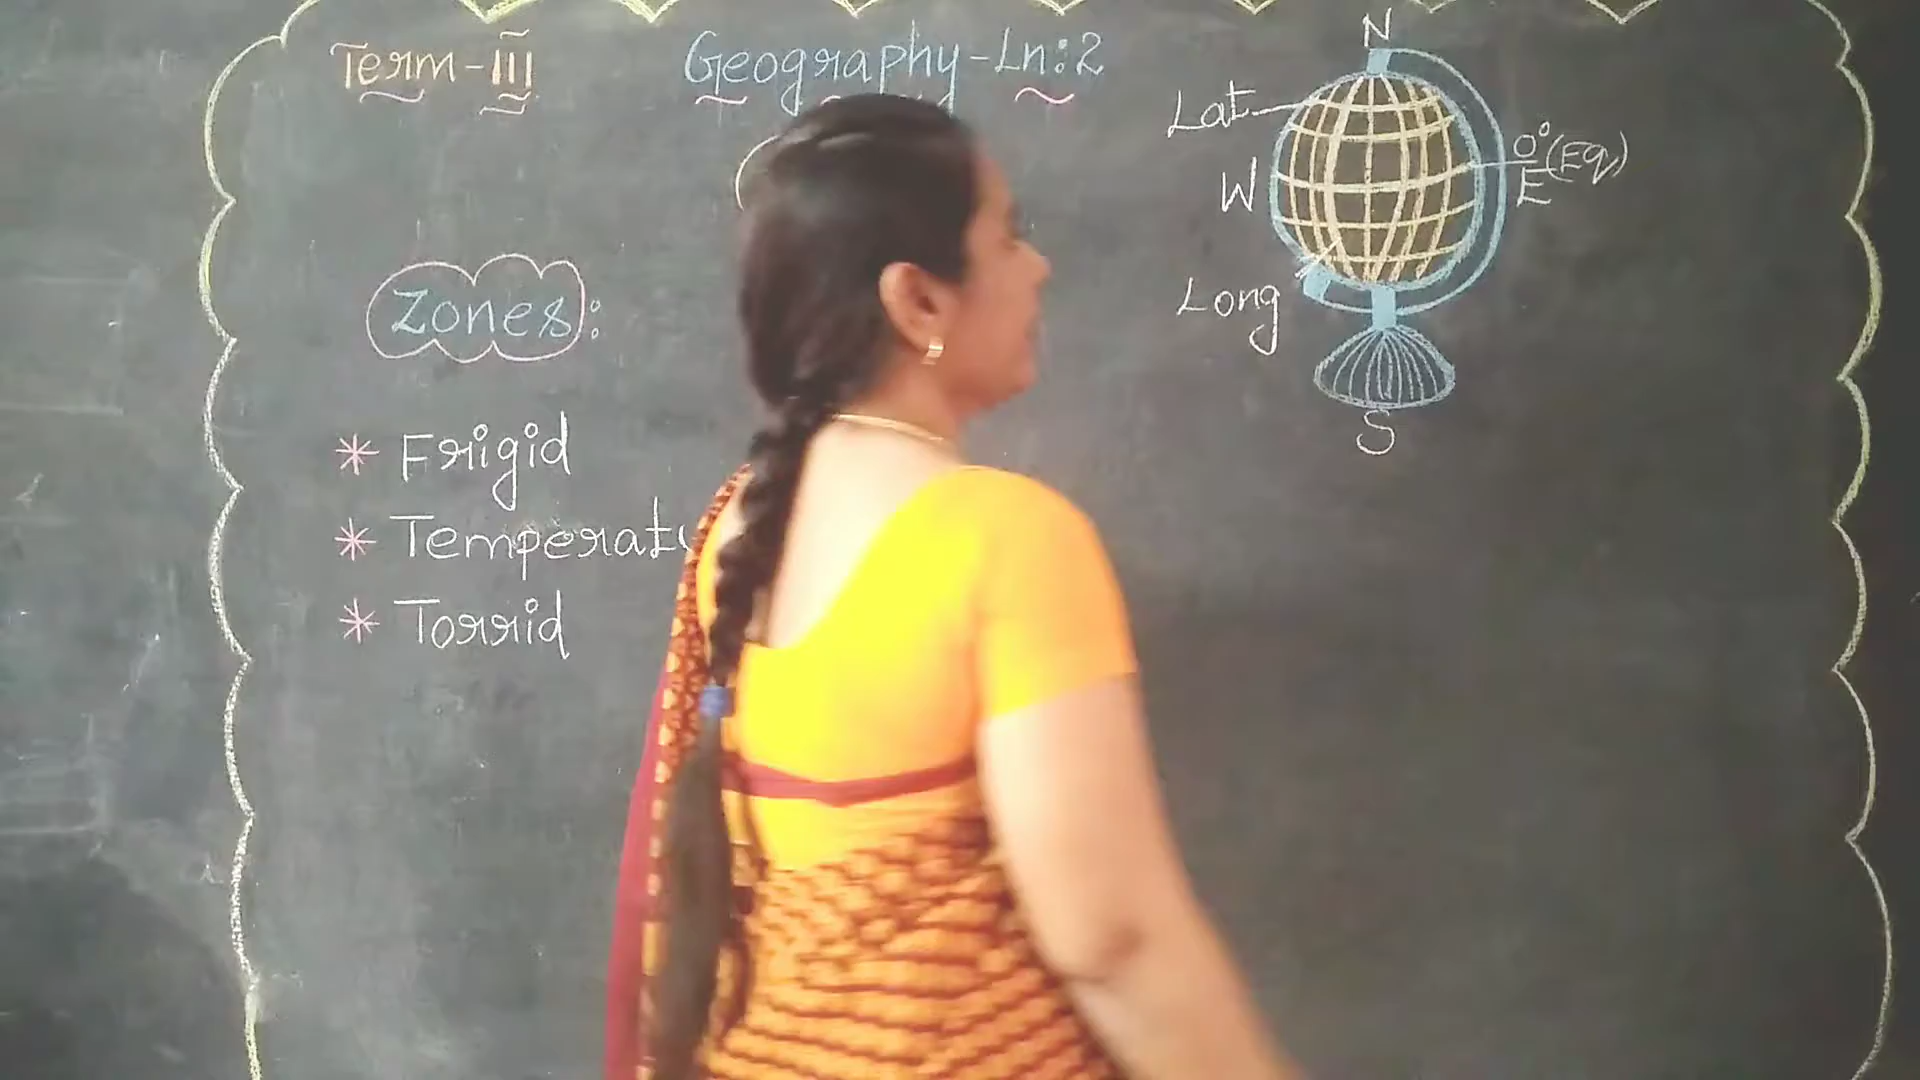 Term-III
Geography-Ln:2
N
Lat
0° (Eq)
W
E
Long
S
Zones:
* Frigid
* Temperat
* Torrid